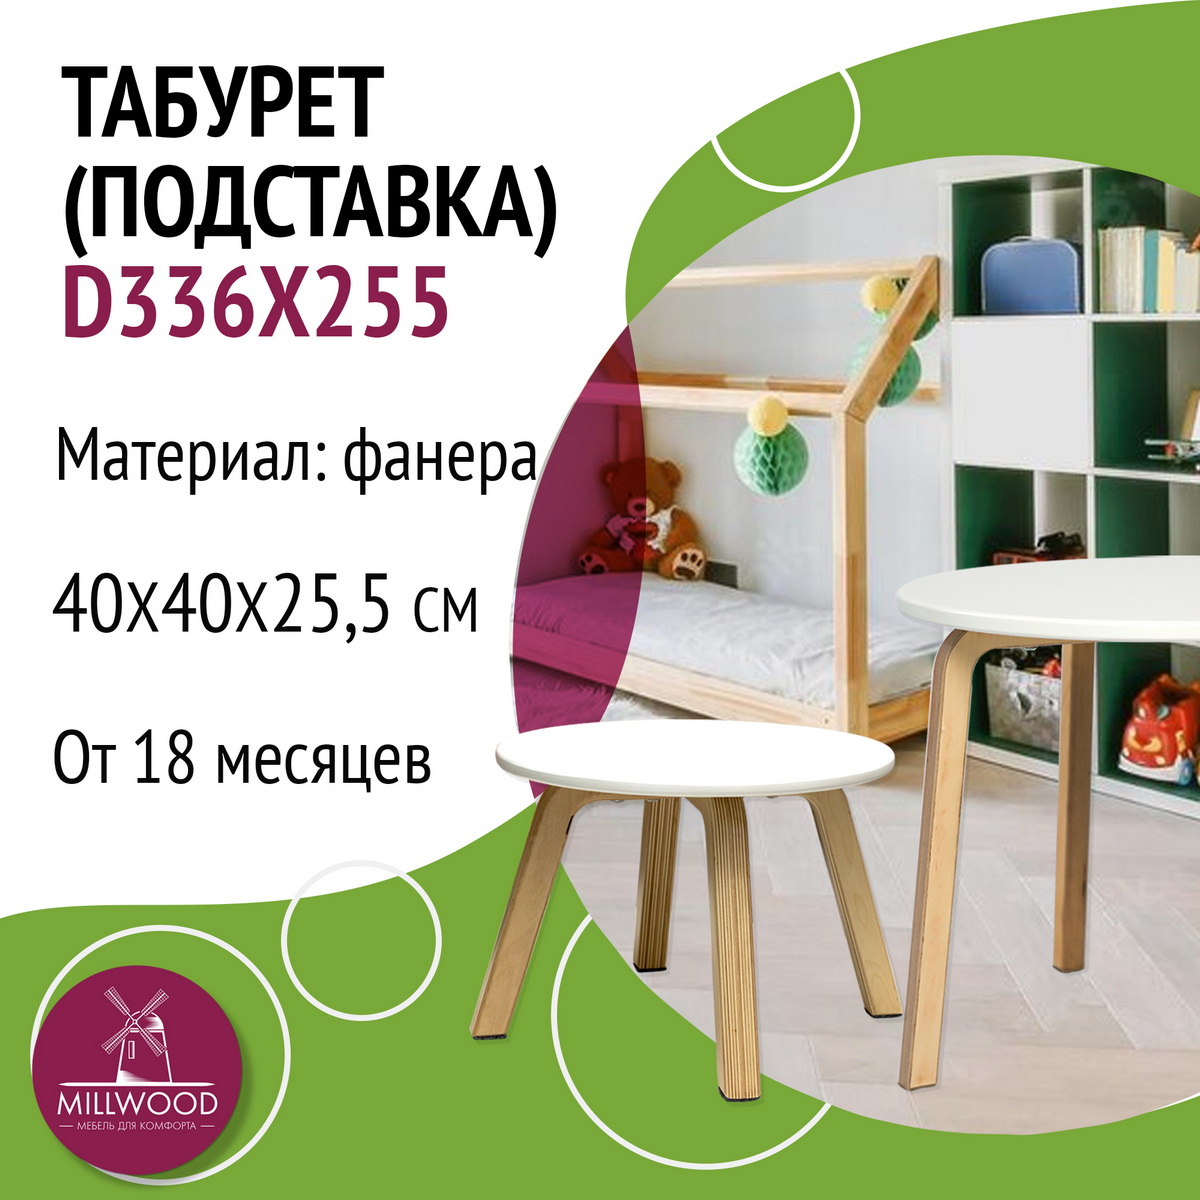 ТАБУРЕТ
(ПОДСТАВКА)
D336X255
Материал: фанера
40х40х25,5 см
От 18 месяцев
MILLWOOD
МЕБЕЛЬ ДЛЯ КОМФОРТА